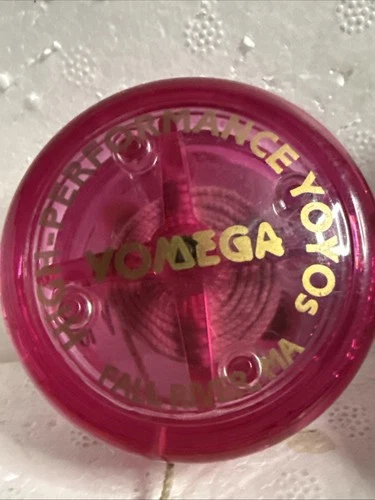 HIGH-PERFORMANCE YOYOs
YOMEGA
FALL RIVER, MA